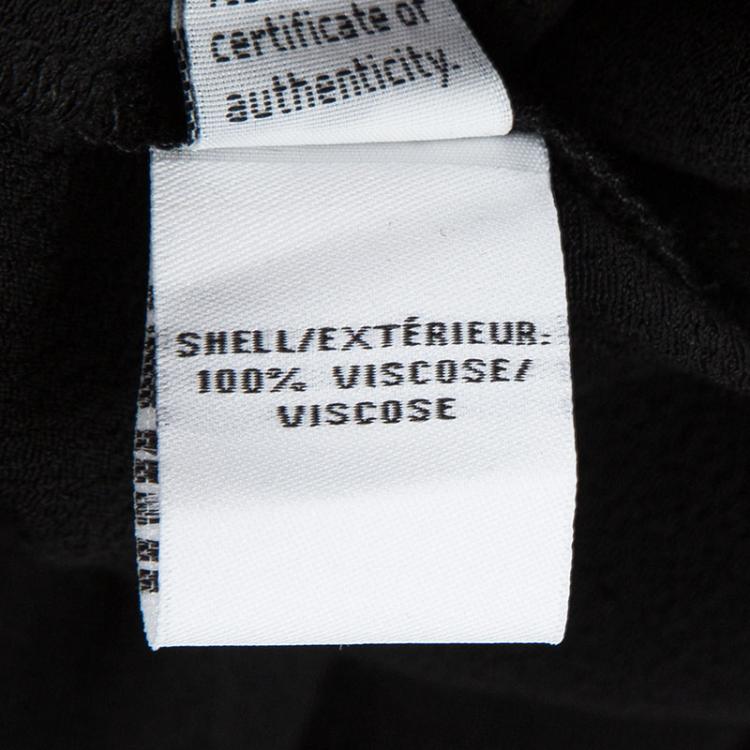 certificate of
authenticity.
SHELL/EXTÉRIEUR:
100% VISCOSE/
VISCOSE